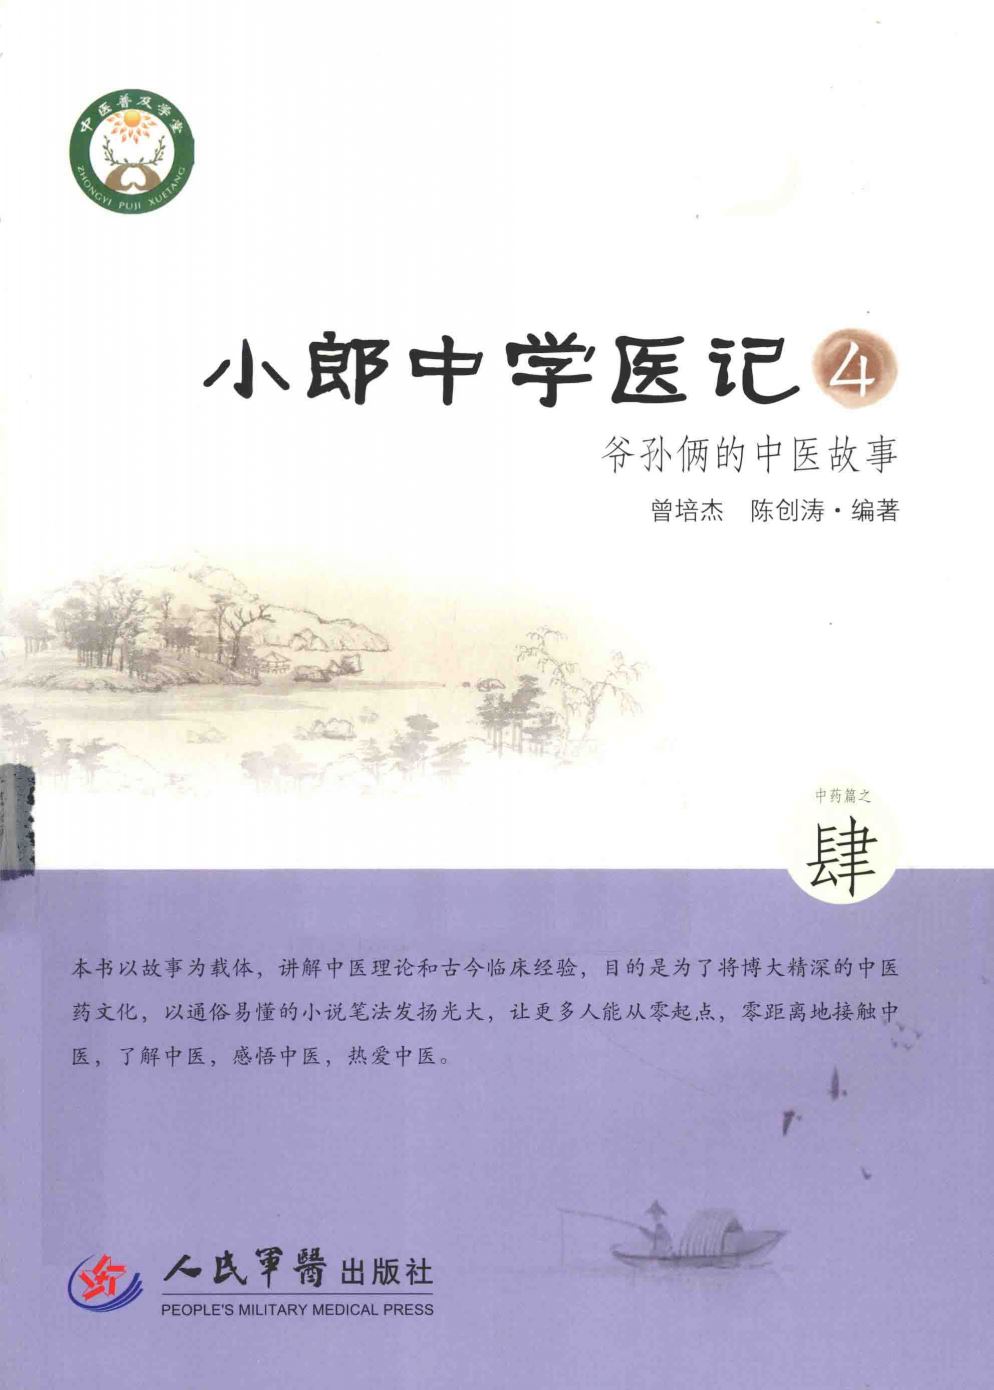 中医普及学堂
ZHONGYI PUJI XUETANG
小郎中学医记4
爷孙俩的中医故事
曾培杰 陈创涛·编著
中药篇之
肆
本书以故事为载体，讲解中医理论和古今临床经验，目的是为了将博大精深的中医
药文化，以通俗易懂的小说笔法发扬光大，让更多人能从零起点，零距离地接触中
医，了解中医，感悟中医，热爱中医。
人民军醫出版社
PEOPLE'S MILITARY MEDICAL PRESS